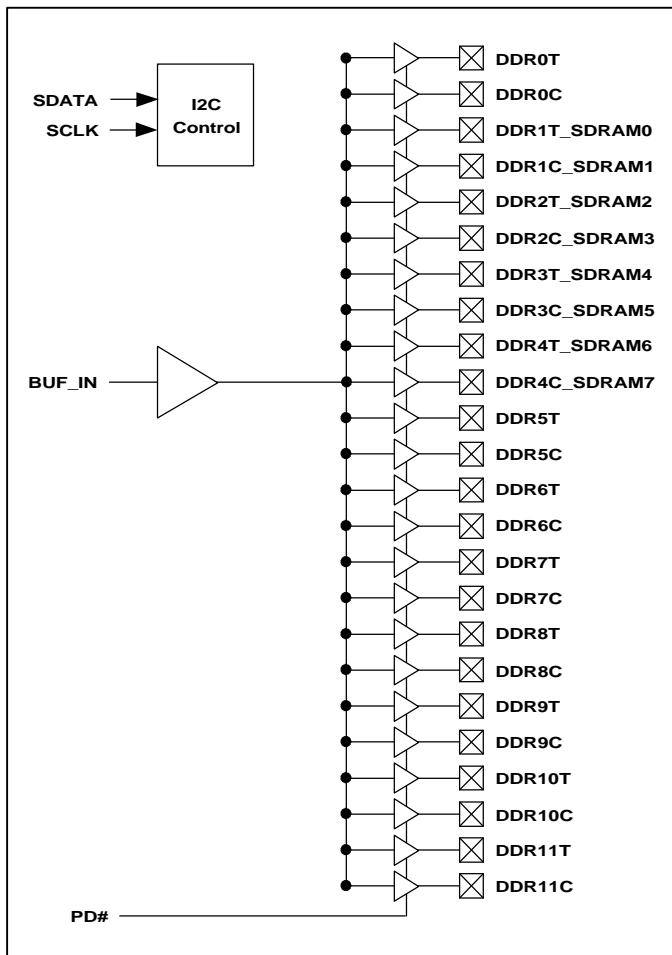 SDATA
SCLK
I2C
Control
BUF_IN
PD#
DDR0T
DDR0C
DDR1T_SDRAM0
DDR1C_SDRAM1
DDR2T_SDRAM2
DDR2C_SDRAM3
DDR3T_SDRAM4
DDR3C_SDRAM5
DDR4T_SDRAM6
DDR4C_SDRAM7
DDR5T
DDR5C
DDR6T
DDR6C
DDR7T
DDR7C
DDR8T
DDR8C
DDR9T
DDR9C
DDR10T
DDR10C
DDR11T
DDR11C